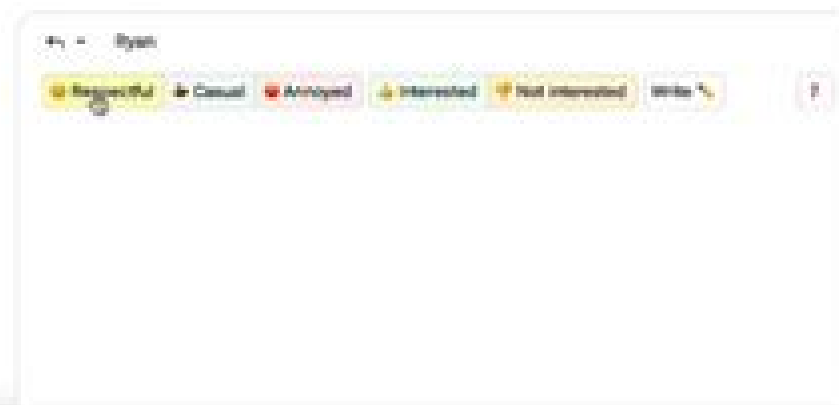 Ryan
😀 Respectful 👍 Casual 😡 Annoyed 👍 Interested 👎 Not interested Write ✏️ ?